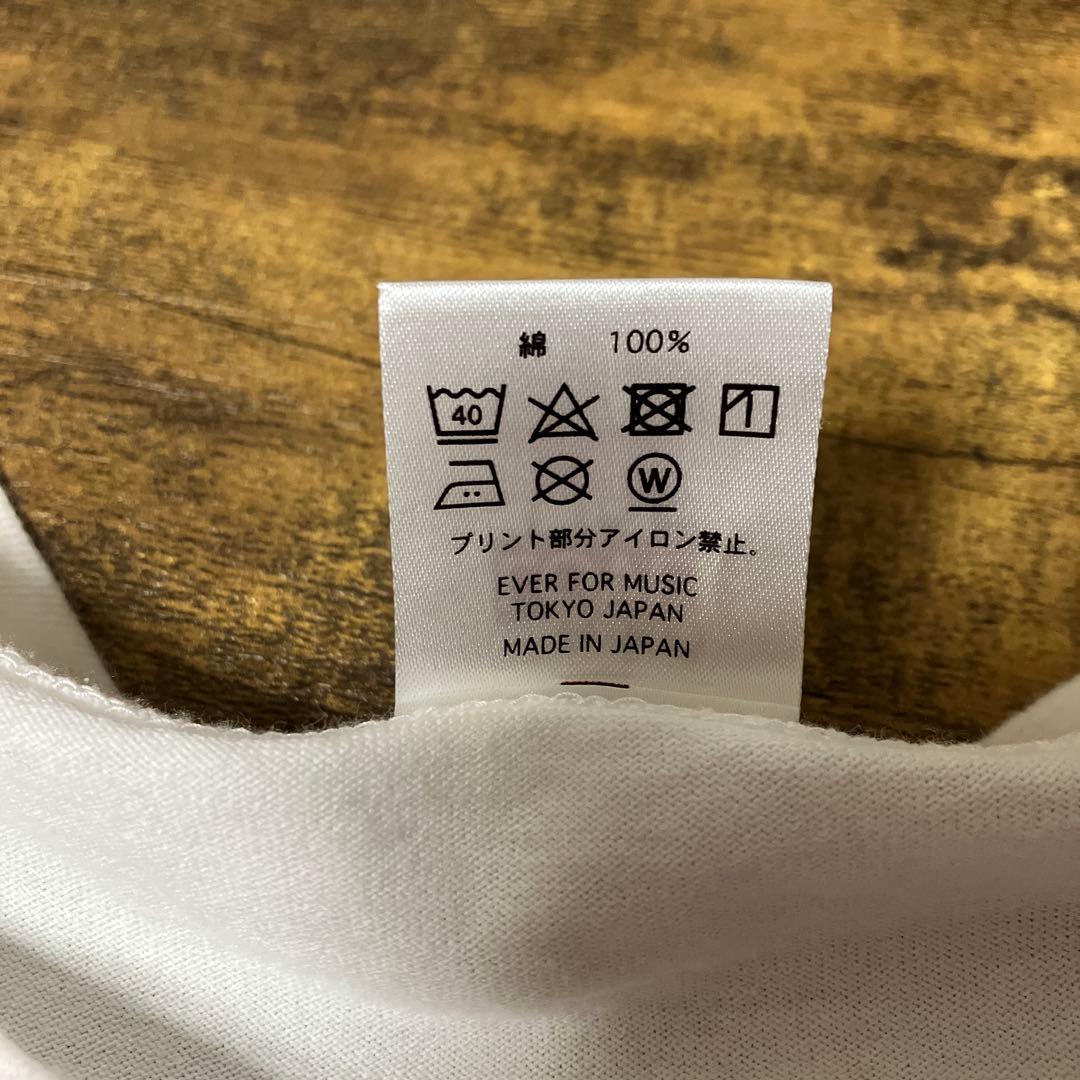 綿 100%
40
W
プリント部分アイロン禁止。
EVER FOR MUSIC
TOKYO JAPAN
MADE IN JAPAN